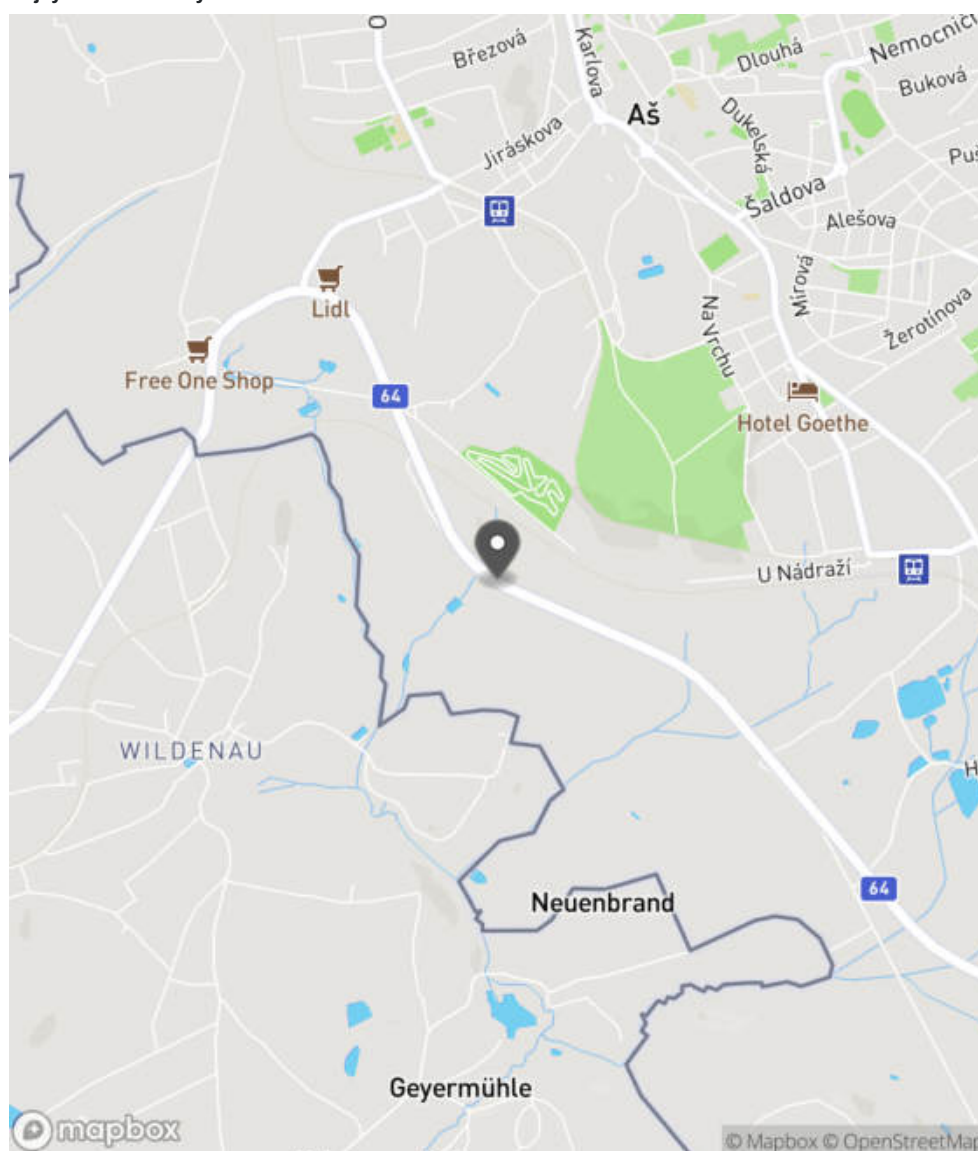 Březová
Karlova
Dlouhá
Nemocnič
Buková
Aš
Jiráskova
Dukelská
Šaldova
Alešova
Lidl
Na Vrchu
Mírová
Žerotínova
Free One Shop
64
Hotel Goethe
U Nádraží
WILDENAU
64
Neuenbrand
Geyermühle
mapbox
© Mapbox © OpenStreetMap